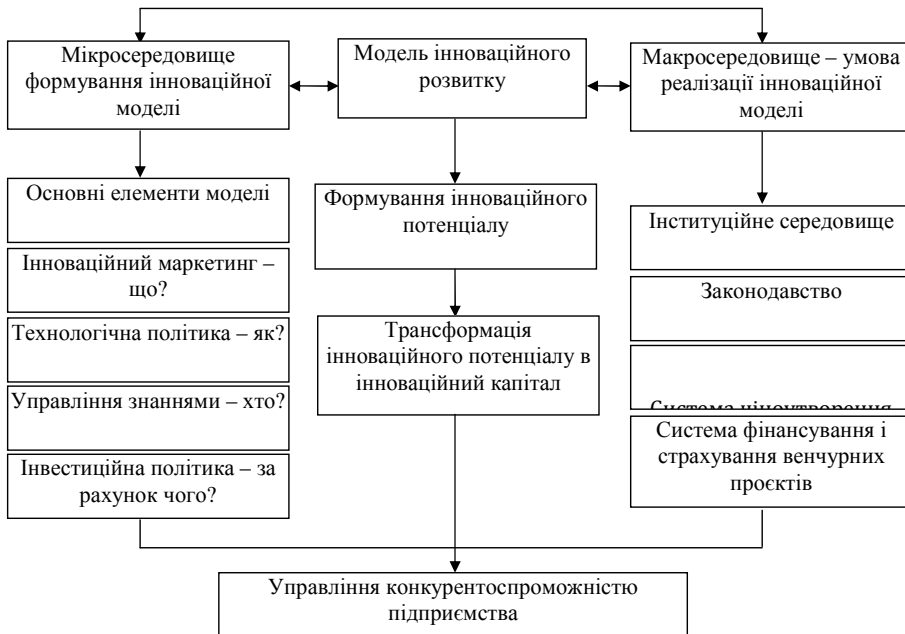 Мікросередовище
формування інноваційної
моделі
Модель інноваційного
розвитку
Макросередовище – умова
реалізації інноваційної
моделі
Основні елементи моделі
Інноваційний маркетинг –
що?
Технологічна політика – як?
Управління знаннями – хто?
Інвестиційна політика – за
рахунок чого?
Формування інноваційного
потенціалу
Трансформація
інноваційного потенціалу в
інноваційний капітал
Інституційне середовище
Законодавство
Система ціноутворення
Система фінансування і
страхування венчурних
проєктів
Управління конкурентоспроможністю
підприємства